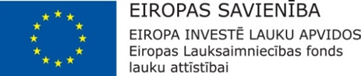 EIROPAS SAVIENĪBA
EIROPA INVESTĒ LAUKU APVIDOS
Eiropas Lauksaimniecības fonds
lauku attīstībai